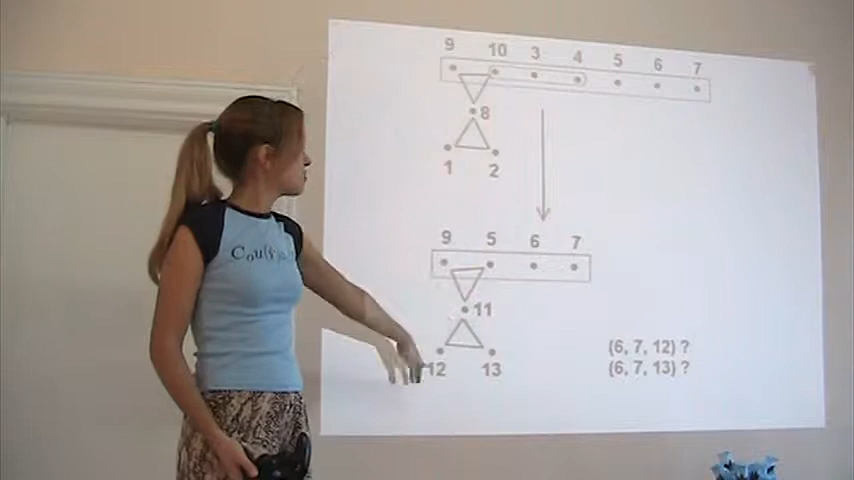 9 10 3 4 5 6 7
8
1 2
9 5 6 7
11
12 13
(6, 7, 12)?
(6, 7, 13)?